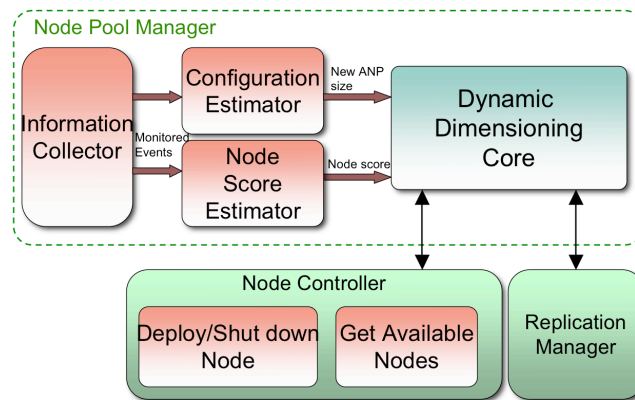 Node Pool Manager
Information
Collector
Configuration
Estimator
New ANP
size
Monitored
Events
Node
Score
Estimator
Node score
Dynamic
Dimensioning
Core
Node Controller
Deploy/Shut down
Node
Get Available
Nodes
Replication
Manager